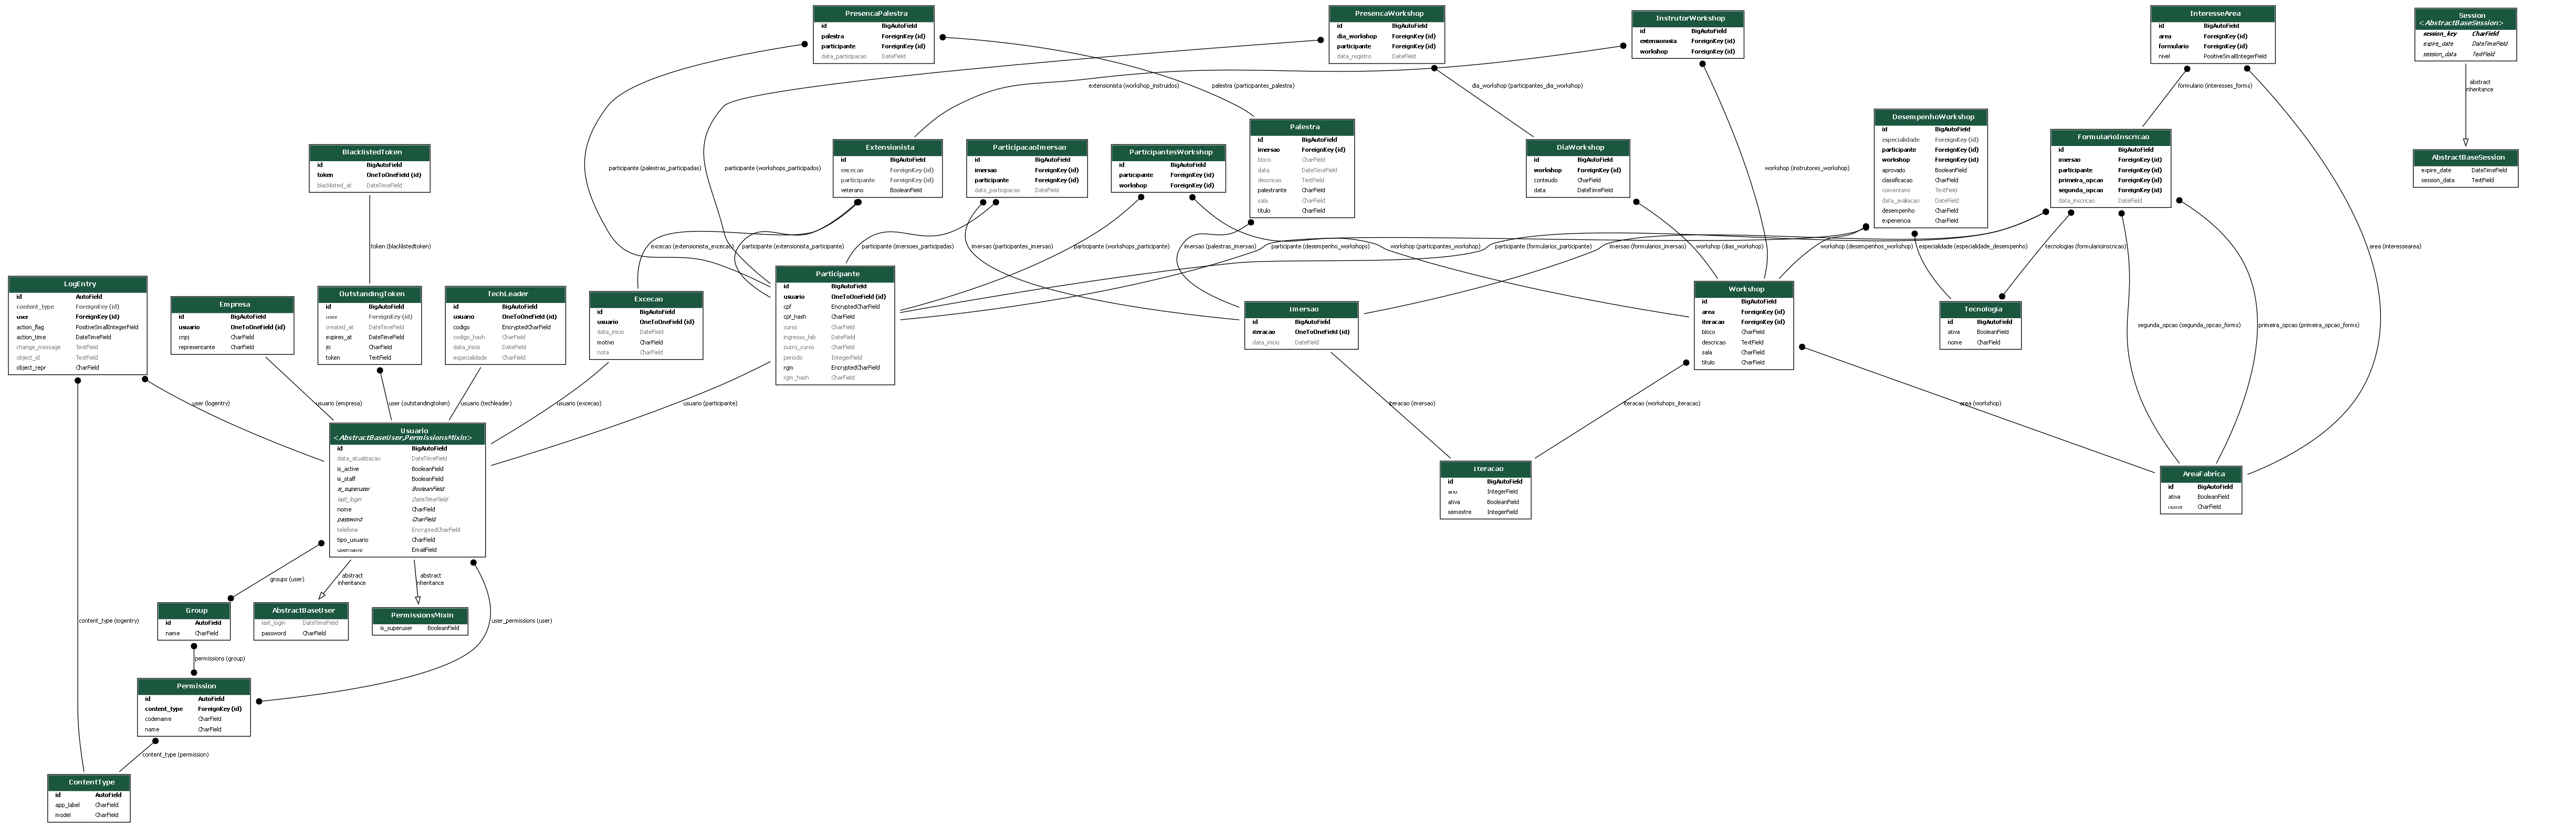 PresencaPalestra
id BigAutoField
palestra ForeignKey (id)
participante ForeignKey (id)
data_participacao DateField
PresencaWorkshop
id BigAutoField
dia_workshop ForeignKey (id)
participante ForeignKey (id)
data_registro DateField
InstrutorWorkshop
id BigAutoField
extensionista ForeignKey (id)
workshop ForeignKey (id)
InteresseArea
id BigAutoField
area ForeignKey (id)
formulario ForeignKey (id)
nivel PositiveSmallIntegerField
Session
<AbstractBaseSession>
session_key CharField
expire_date DateTimeField
session_data TextField
extensionista (workshop_instruidos)
palestra (participantes_palestra)
dia_workshop (participantes_dia_workshop)
formulario (interesses_forms)
abstract
inheritance
BlacklistedToken
id BigAutoField
token OneToOneField (id)
blacklisted_at DateTimeField
participante (palestras_participadas)
participante (workshops_participados)
Extensionista
id BigAutoField
excecao ForeignKey (id)
participante ForeignKey (id)
veterano BooleanField
ParticipacaoImersao
id BigAutoField
imersao ForeignKey (id)
participante ForeignKey (id)
data_participacao DateField
ParticipantesWorkshop
id BigAutoField
participante ForeignKey (id)
workshop ForeignKey (id)
Palestra
id BigAutoField
imersao ForeignKey (id)
bloco CharField
data DateTimeField
descricao TextField
palestrante CharField
sala CharField
titulo CharField
DiaWorkshop
id BigAutoField
workshop ForeignKey (id)
conteudo CharField
data DateTimeField
workshop (instrutores_workshop)
DesempenhoWorkshop
id BigAutoField
especialidade ForeignKey (id)
participante ForeignKey (id)
workshop ForeignKey (id)
aprovado BooleanField
classificacao CharField
comentario TextField
data_avaliacao DateField
desempenho CharField
experiencia CharField
FormularioInscricao
id BigAutoField
imersao ForeignKey (id)
participante ForeignKey (id)
primeira_opcao ForeignKey (id)
segunda_opcao ForeignKey (id)
data_inscricao DateField
AbstractBaseSession
expire_date DateTimeField
session_data TextField
token (blacklistedtoken)
excecao (extensionista_excecao)
participante (extensionista_participante)
participante (imersoes_participadas)
imersao (participantes_imersao)
participante (workshops_participante)
imersao (palestras_imersao)
participante (desempenho_workshops)
workshop (participantes_workshop)
participante (formularios_participante)
imersao (formularios_imersao)
workshop (dias_workshop)
workshop (desempenhos_workshop)
especialidade (especialidade_desempenho)
tecnologias (formularioinscricao)
area (interessearea)
LogEntry
id AutoField
content_type ForeignKey (id)
user ForeignKey (id)
action_flag PositiveSmallIntegerField
action_time DateTimeField
change_message TextField
object_id TextField
object_repr CharField
Empresa
id BigAutoField
usuario OneToOneField (id)
cnpj CharField
representante CharField
OutstandingToken
id BigAutoField
user ForeignKey (id)
created_at DateTimeField
expires_at DateTimeField
jti CharField
token TextField
TechLeader
id BigAutoField
usuario OneToOneField (id)
codigo EncryptedCharField
codigo_hash CharField
data_inicio DateField
especialidade CharField
Excecao
id BigAutoField
usuario OneToOneField (id)
data_inicio DateField
motivo CharField
nota CharField
Participante
id BigAutoField
usuario OneToOneField (id)
cpf EncryptedCharField
cpf_hash CharField
curso CharField
ingresso_fab DateField
outro_curso CharField
periodo IntegerField
rgm EncryptedCharField
rgm_hash CharField
Imersao
id BigAutoField
iteracao OneToOneField (id)
data_inicio DateField
Workshop
id BigAutoField
area ForeignKey (id)
iteracao ForeignKey (id)
bloco CharField
descricao TextField
sala CharField
titulo CharField
Tecnologia
id BigAutoField
ativa BooleanField
nome CharField
segunda_opcao (segunda_opcao_forms)
primeira_opcao (primeira_opcao_forms)
user (logentry)
usuario (empresa)
user (outstandingtoken)
usuario (techleader)
usuario (excecao)
usuario (participante)
iteracao (imersao)
iteracao (workshops_iteracao)
area (workshop)
Usuario
<AbstractBaseUser,PermissionsMixin>
id BigAutoField
data_atualizacao DateTimeField
is_active BooleanField
is_staff BooleanField
is_superuser BooleanField
last_login DateTimeField
nome CharField
password CharField
telefone EncryptedCharField
tipo_usuario CharField
username EmailField
Iteracao
id BigAutoField
ano IntegerField
ativa BooleanField
semestre IntegerField
AreaFabrica
id BigAutoField
ativa BooleanField
nome CharField
groups (user)
abstract
inheritance
abstract
inheritance
content_type (logentry)
user_permissions (user)
Group
id AutoField
name CharField
AbstractBaseUser
last_login DateTimeField
password CharField
PermissionsMixin
is_superuser BooleanField
permissions (group)
Permission
id AutoField
content_type ForeignKey (id)
codename CharField
name CharField
content_type (permission)
ContentType
id AutoField
app_label CharField
model CharField